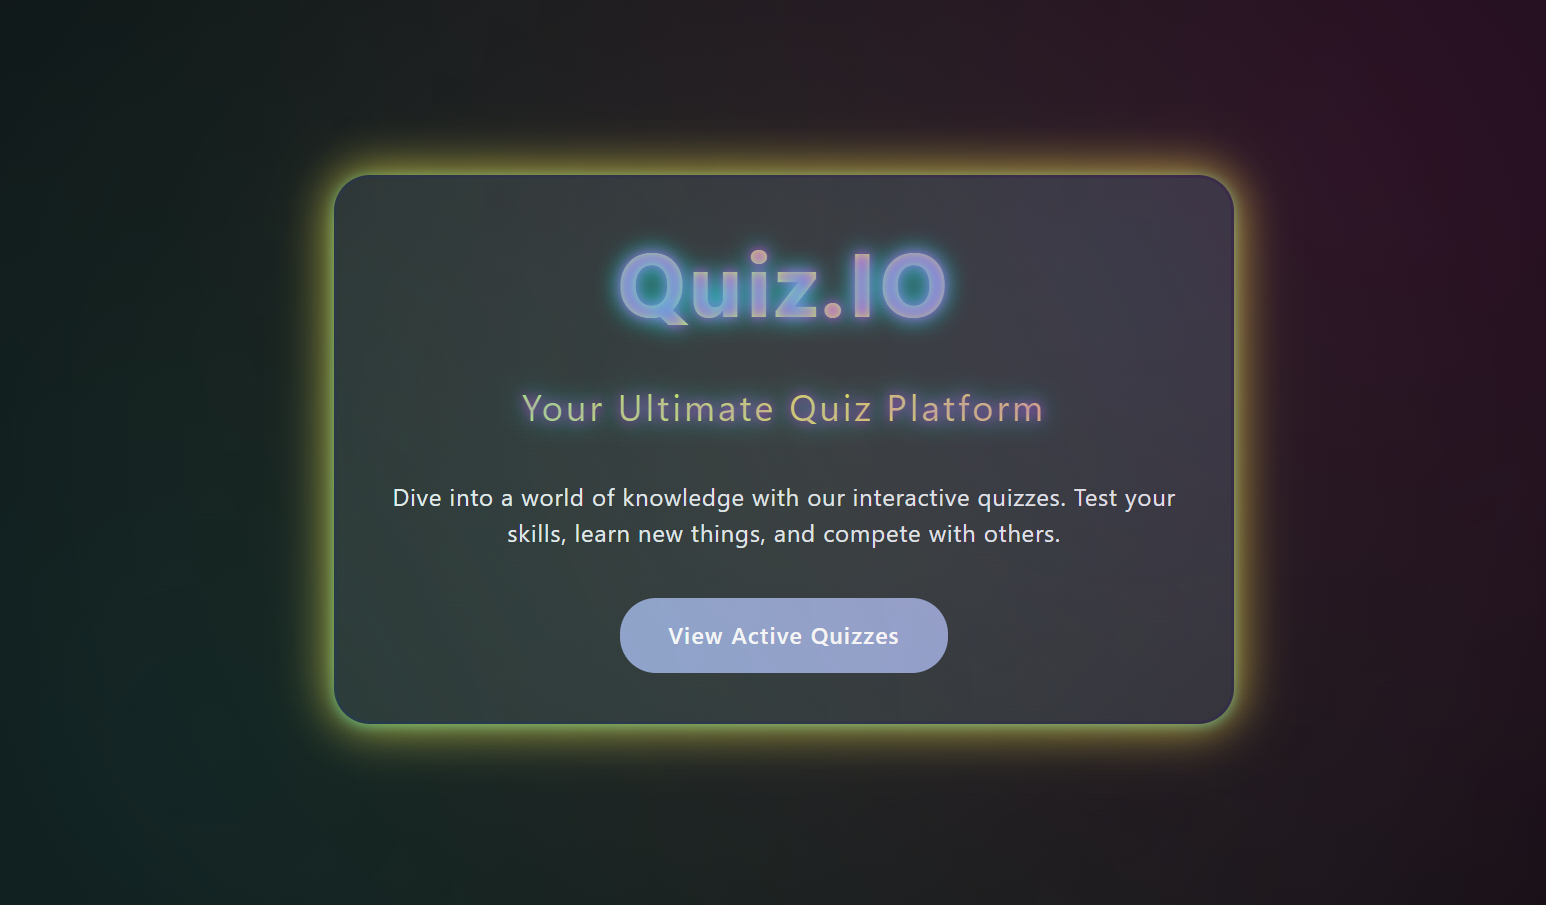 Quiz.IO
Your Ultimate Quiz Platform
Dive into a world of knowledge with our interactive quizzes. Test your
skills, learn new things, and compete with others.
View Active Quizzes